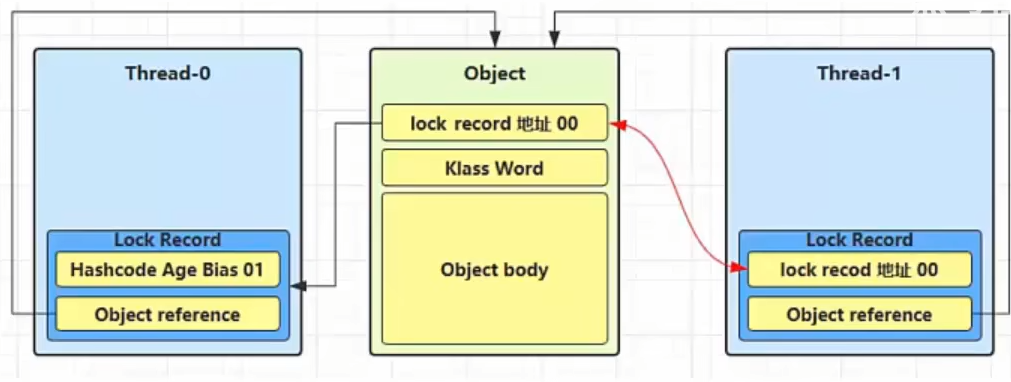 Thread-0
Lock Record
Hashcode Age Bias 01
Object reference
Object
lock record 地址 00
Klass Word
Object body
Thread-1
Lock Record
lock recod 地址 00
Object reference